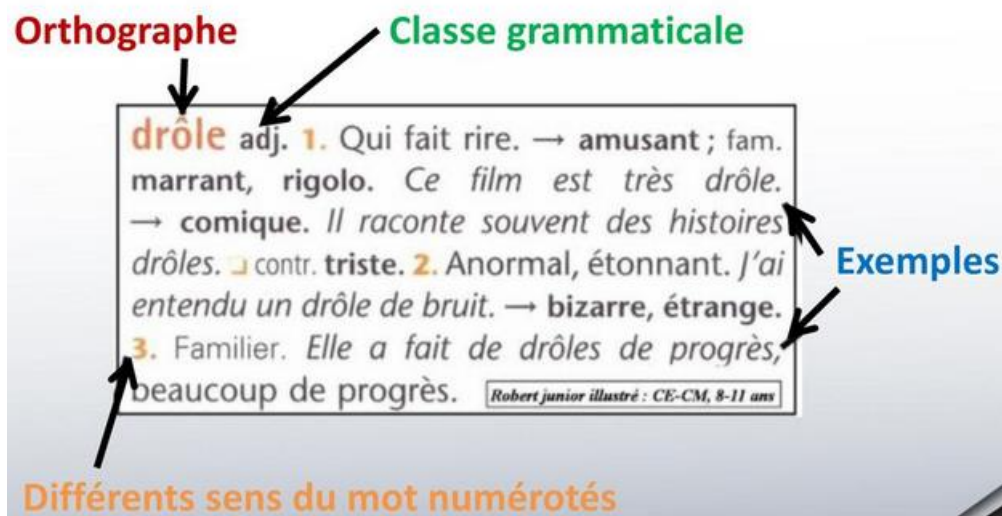 Orthographe
Classe grammaticale
drôle adj. 1. Qui fait rire. → amusant ; fam.
marrant, rigolo. Ce film est très drôle.
→ comique. Il raconte souvent des histoires
drôles. ❑ contr. triste. 2. Anormal, étonnant. J'ai
entendu un drôle de bruit. → bizarre, étrange.
3. Familier. Elle a fait de drôles de progrès,
beaucoup de progrès.
Robert junior illustré : CE-CM, 8-11 ans
Exemples
Différents sens du mot numérotés